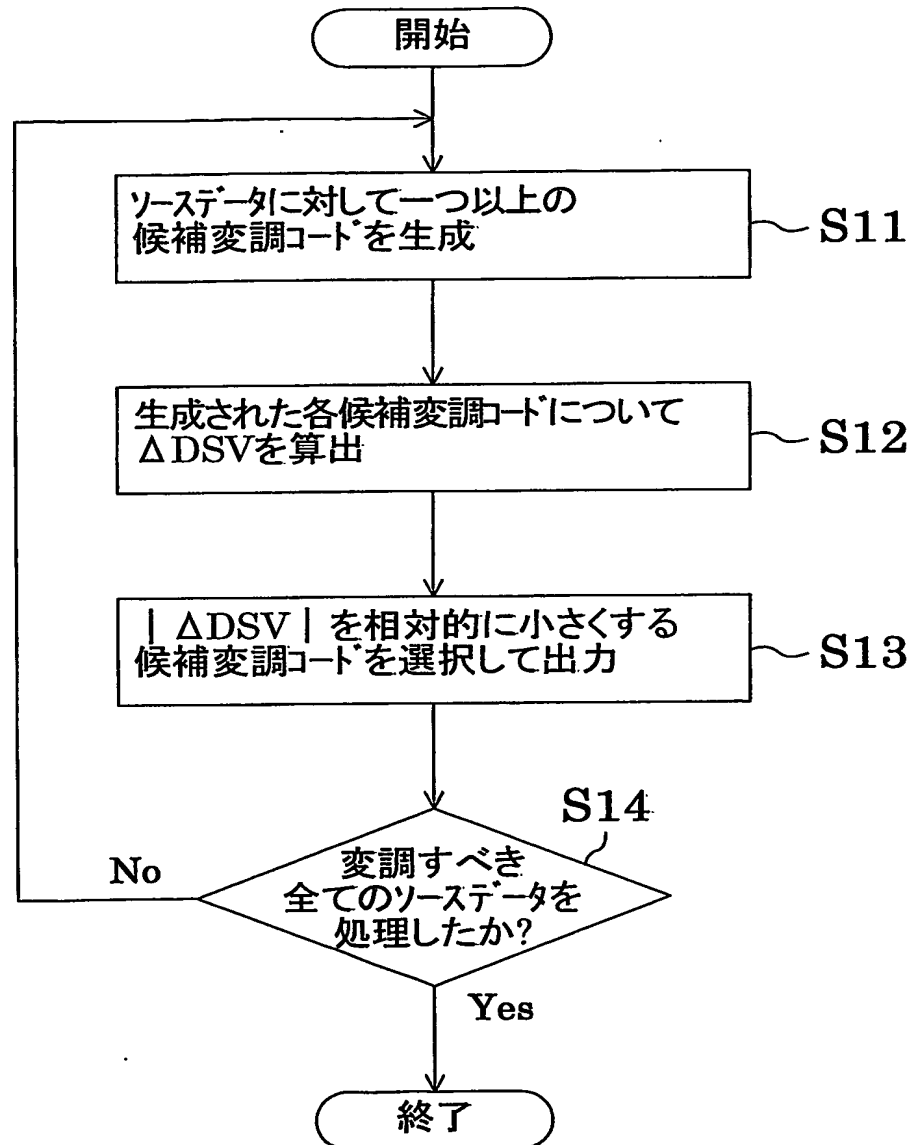 開始
ソースデータに対して一つ以上の
候補変調コードを生成
S11
生成された各候補変調コードについて
ΔDSVを算出
S12
|ΔDSV|を相対的に小さくする
候補変調コードを選択して出力
S13
S14
変調すべき
全てのソースデータを
処理したか?
No
Yes
終了